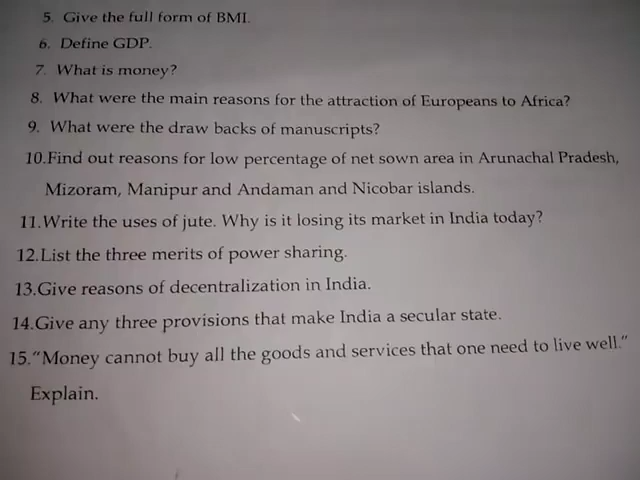 5. Give the full form of BMI.
6. Define GDP.
7. What is money?
8. What were the main reasons for the attraction of Europeans to Africa?
9. What were the draw backs of manuscripts?
10.Find out reasons for low percentage of net sown area in Arunachal Pradesh,
Mizoram, Manipur and Andaman and Nicobar islands.
11.Write the uses of jute. Why is it losing its market in India today?
12.List the three merits of power sharing.
13.Give reasons of decentralization in India.
14.Give any three provisions that make India a secular state.
15."Money cannot buy all the goods and services that one need to live well."
Explain.